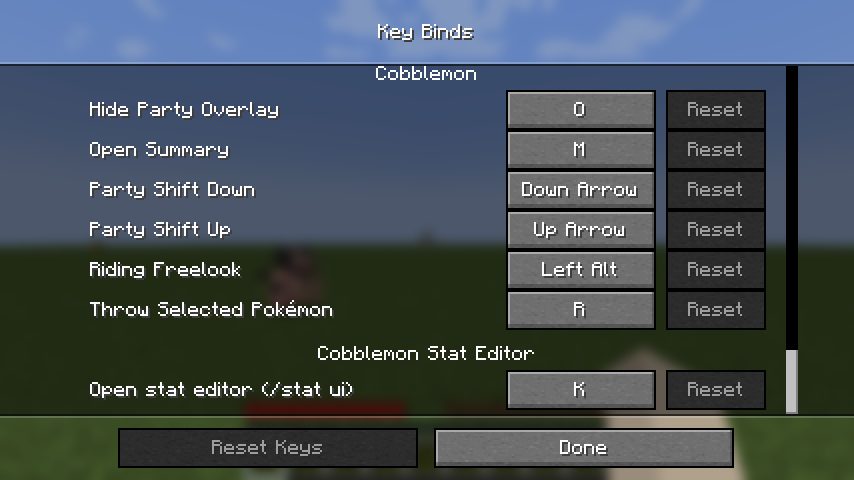 Key Binds
Cobblemon
Hide Party Overlay O Reset
Open Summary M Reset
Party Shift Down Down Arrow Reset
Party Shift Up Up Arrow Reset
Riding Freelook Left Alt Reset
Throw Selected Pokémon R Reset
Cobblemon Stat Editor
Open stat editor (/stat ui) K Reset
Reset Keys Done